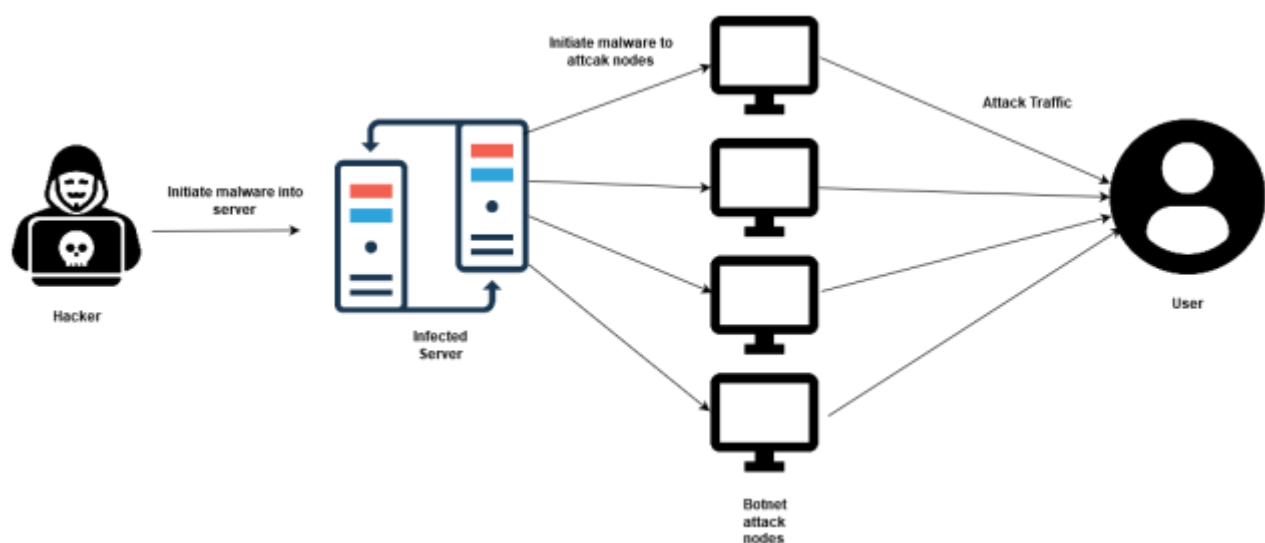 Initiate malware to
attcak nodes
Attack Traffic
Initiate malware into
server
Hacker
Infected
Server
User
Botnet
attack
nodes